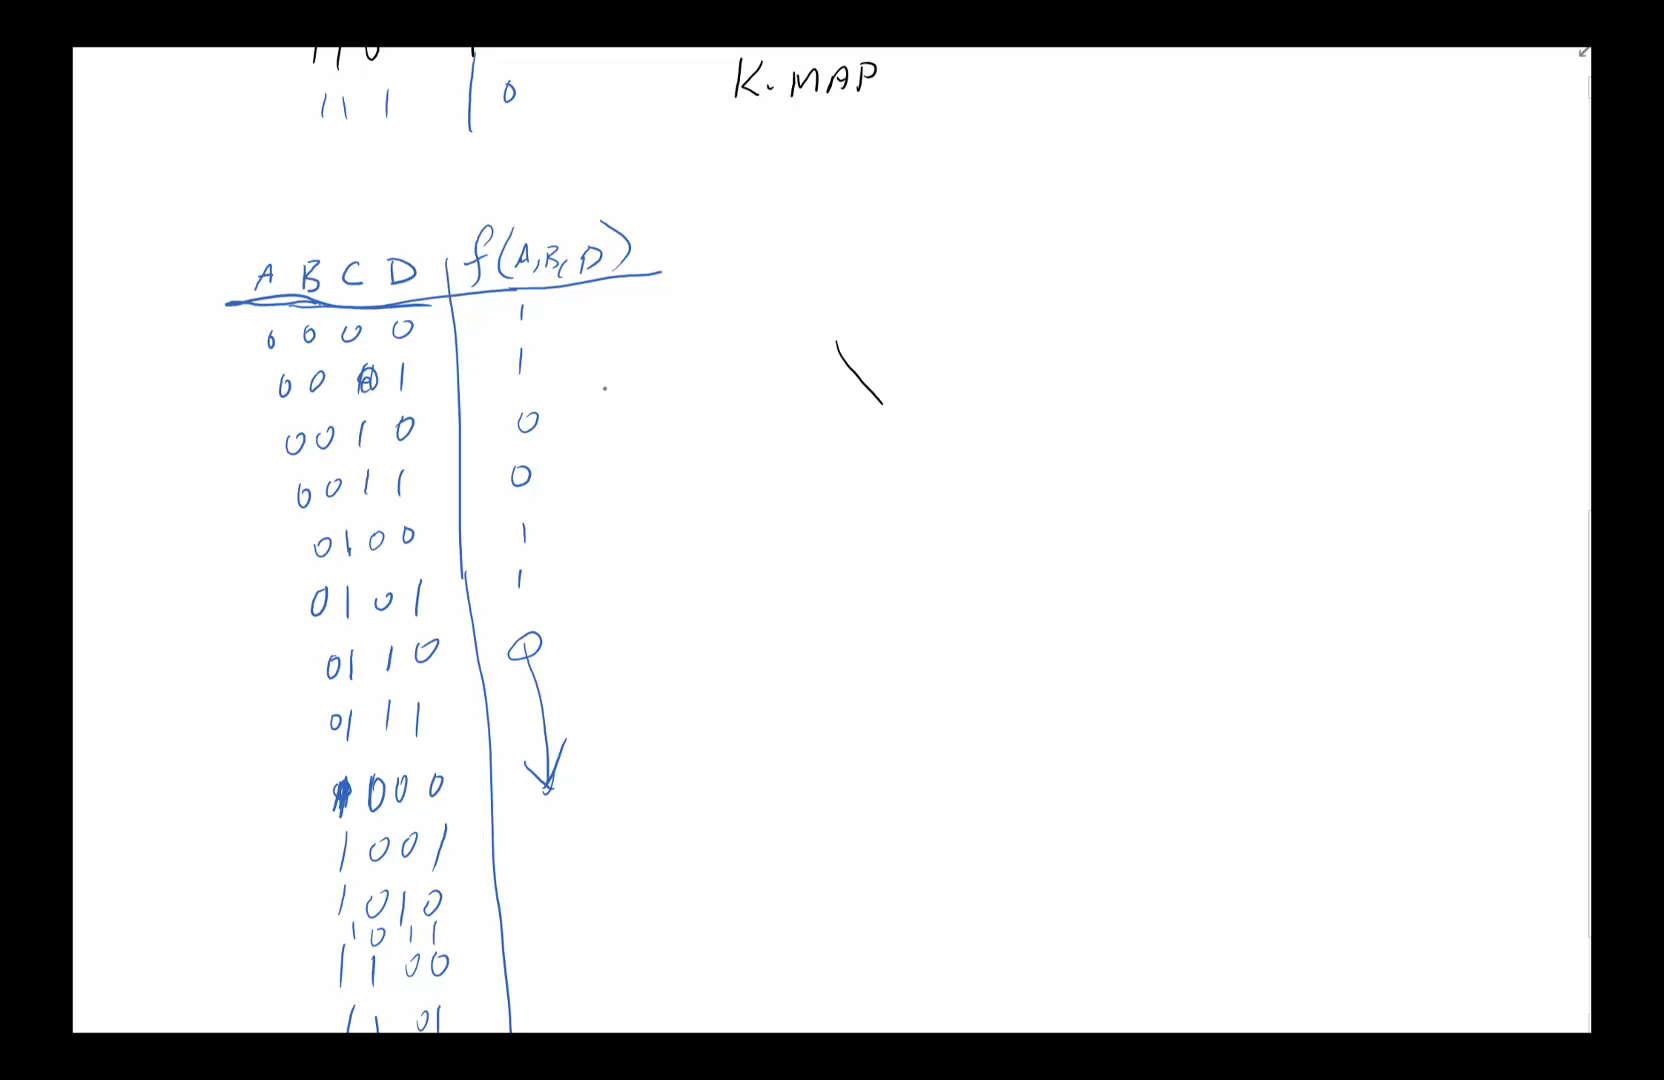 110
111 0
K. MAP
A B C D f(A,B,C,D)
0 0 0 0 1
0 0 0 1 1
0 0 1 0 0
0 0 1 1 0
0 1 0 0 1
0 1 0 1 1
0 1 1 0 0
0 1 1 1
1 0 0 0
1 0 0 1
1 0 1 0
1 0 1 1
1 1 0 0
1 1 0 1